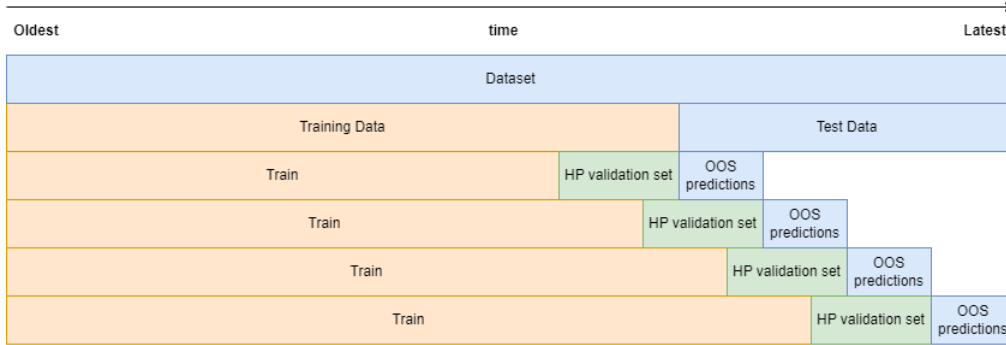 Oldest time Latest
Dataset
Training Data Test Data
Train HP validation set OOS
predictions
Train HP validation set OOS
predictions
Train HP validation set OOS
predictions
Train HP validation set OOS
predictions